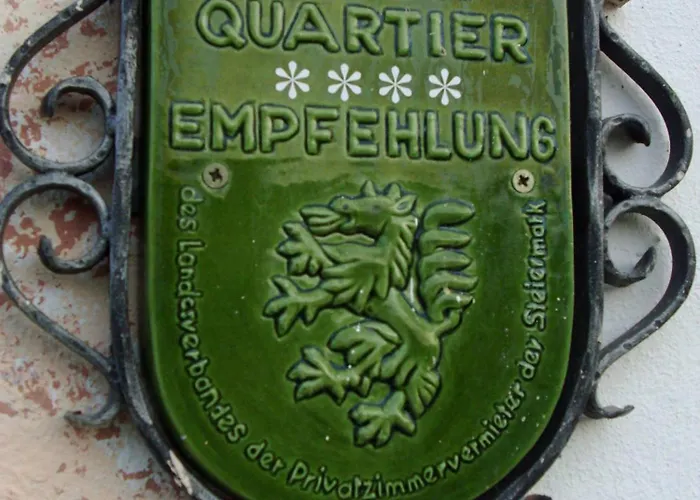 QUARTIER
****
EMPFEHLUNG
des Landesverbandes der Privatzimmervermieter der Steiermark